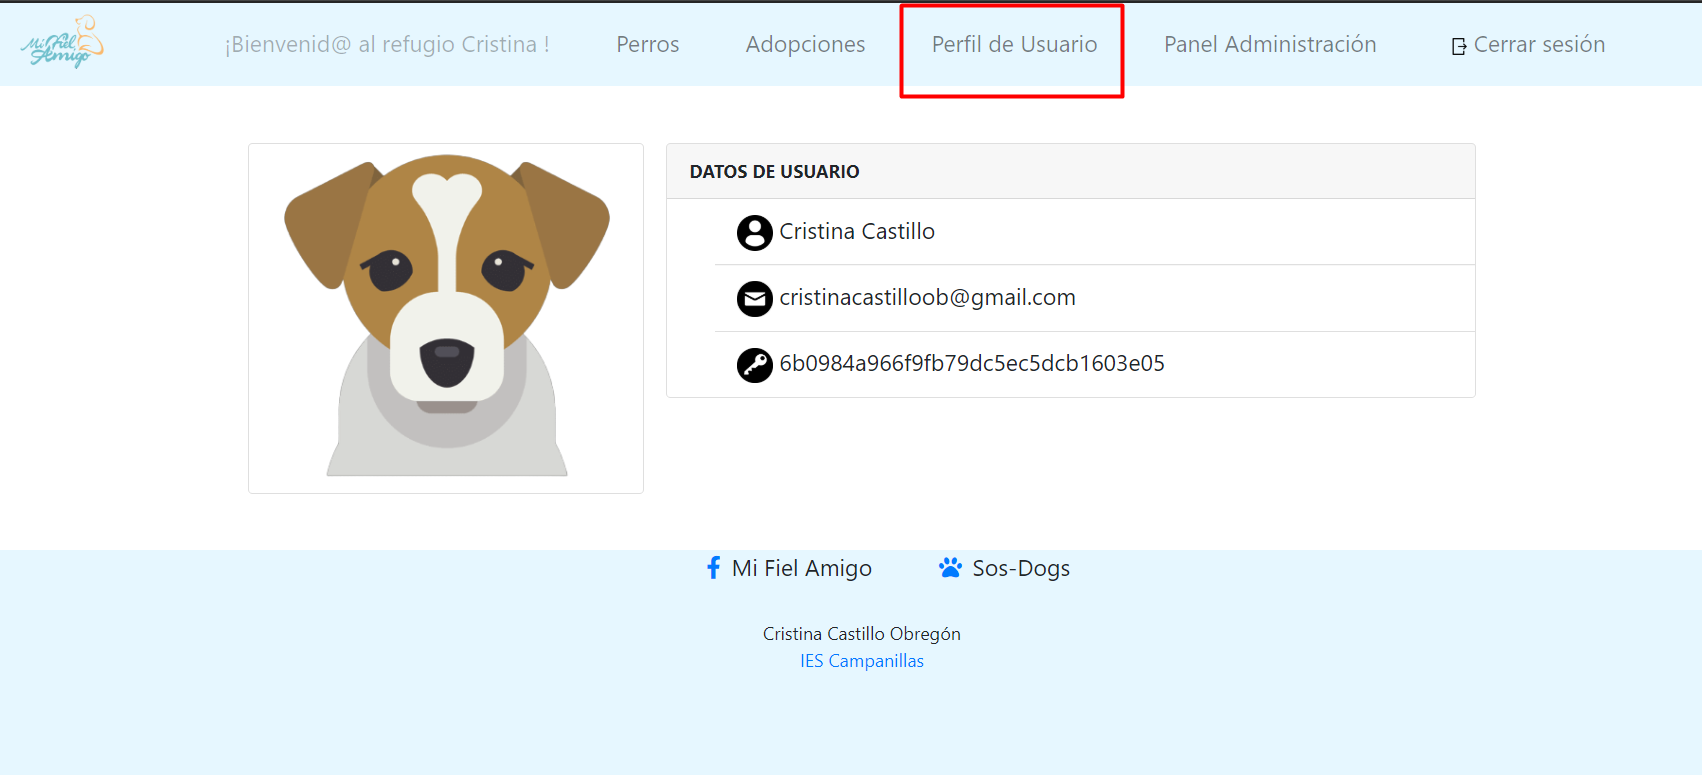 Mi Fiel Amigo
¡Bienvenid@ al refugio Cristina ! Perros Adopciones Perfil de Usuario Panel Administración Cerrar sesión
DATOS DE USUARIO
Cristina Castillo
cristinacastilloob@gmail.com
6b0984a966f9fb79dc5ec5dcb1603e05
Mi Fiel Amigo Sos-Dogs
Cristina Castillo Obregón
IES Campanillas